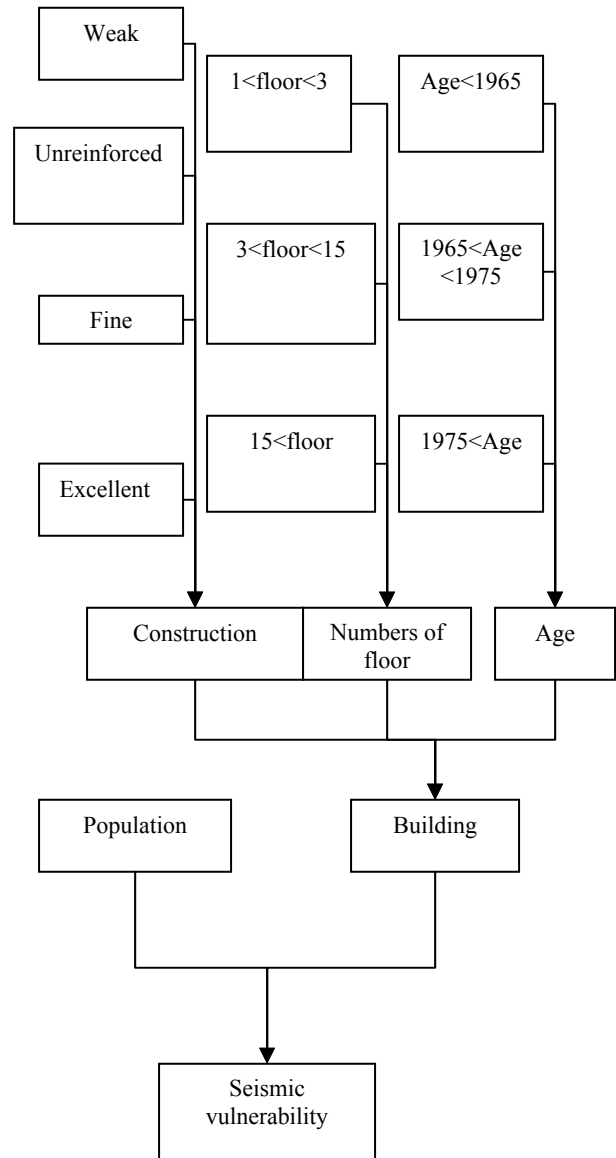 Weak
1<floor<3
Age<1965
Unreinforced
3<floor<15
1965<Age
<1975
Fine
15<floor
1975<Age
Excellent
Construction
Numbers of
floor
Age
Population
Building
Seismic
vulnerability